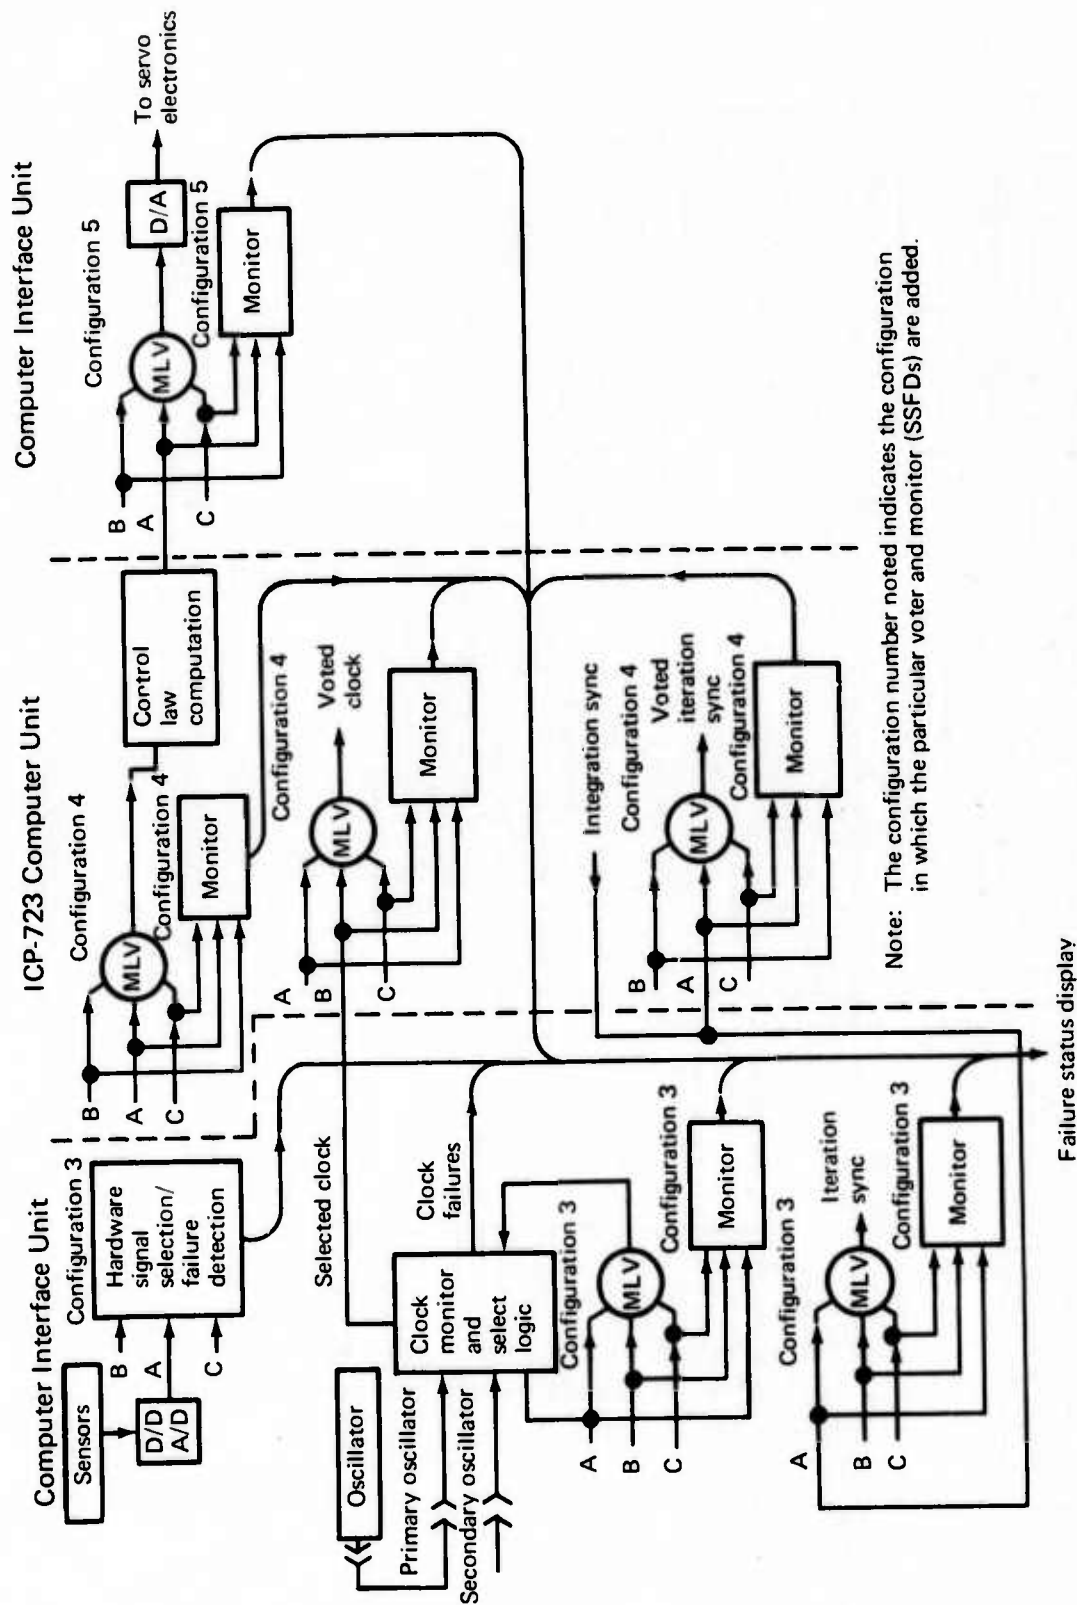 Computer Interface Unit
ICP-723 Computer Unit
Computer Interface Unit
Sensors
D/D
A/D
B
A
C
Configuration 3
Hardware
signal
selection/
failure
detection
B
A
C
Configuration 4
MLV
Configuration 4
Monitor
Control
law
computation
B
A
C
Configuration 5
MLV
D/A
To servo
electronics
Configuration 5
Monitor
Oscillator
Primary oscillator
Secondary oscillator
Selected clock
Clock
monitor
and
select
logic
Clock
failures
A
B
C
Configuration 4
MLV
Voted
clock
Monitor
A
B
C
Configuration 3
MLV
Configuration 3
Monitor
Integration sync
B
A
C
Configuration 4
MLV
Voted
iteration
sync
Configuration 4
Monitor
A
B
C
Configuration 3
MLV
Iteration
sync
Configuration 3
Monitor
Failure status display
Note: The configuration number noted indicates the configuration
in which the particular voter and monitor (SSFDs) are added.